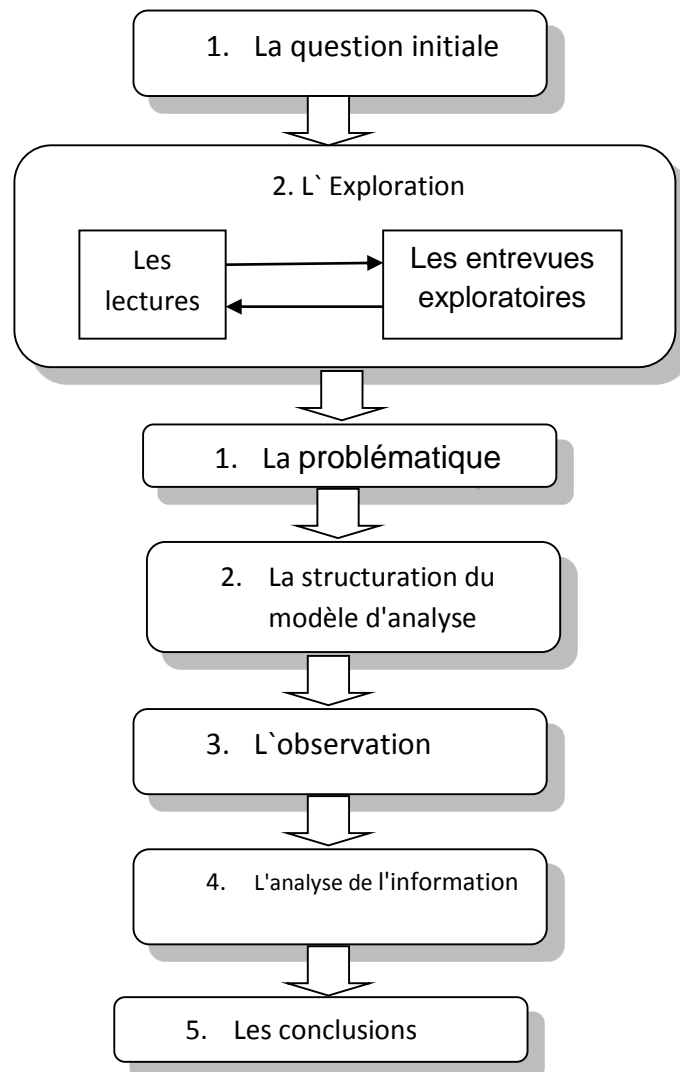 1. La question initiale
2. L` Exploration
Les
lectures
Les entrevues
exploratoires
1. La problématique
2. La structuration du
modèle d'analyse
3. L`observation
4. L'analyse de l'information
5. Les conclusions